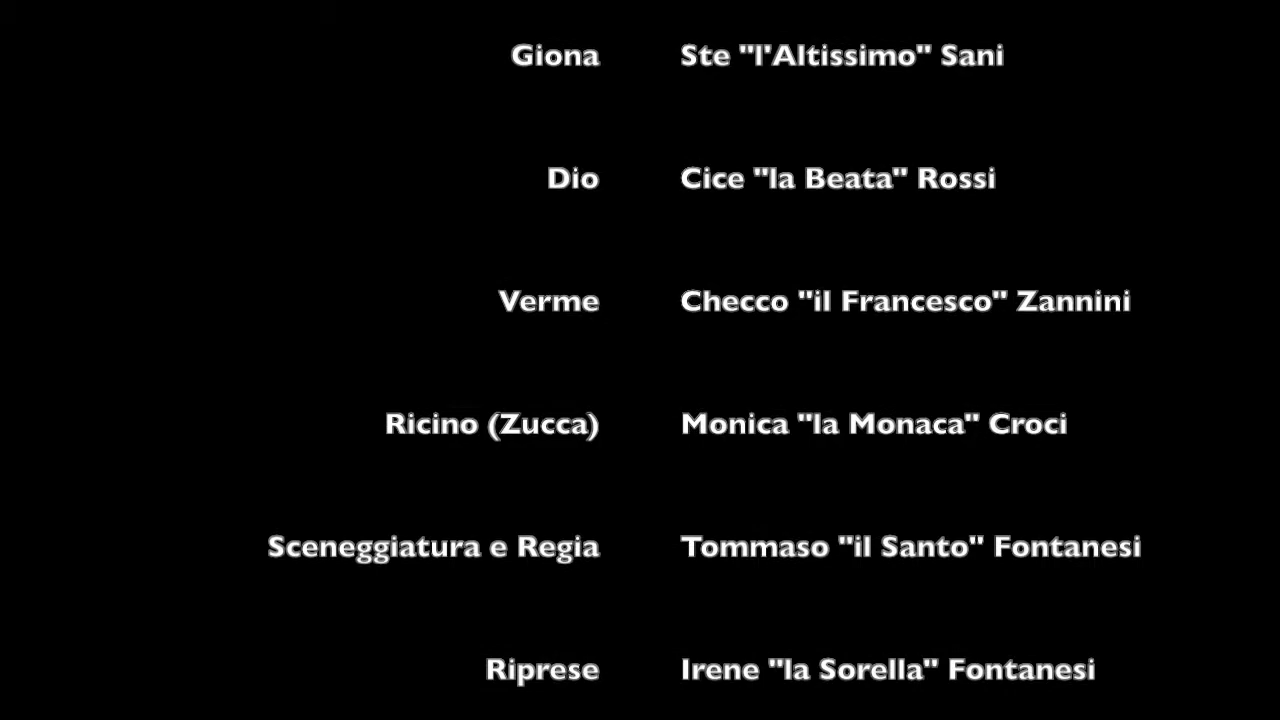 Giona Ste "l'Altissimo" Sani
Dio Cice "la Beata" Rossi
Verme Checco "il Francesco" Zannini
Ricino (Zucca) Monica "la Monaca" Croci
Sceneggiatura e Regia Tommaso "il Santo" Fontanesi
Riprese Irene "la Sorella" Fontanesi